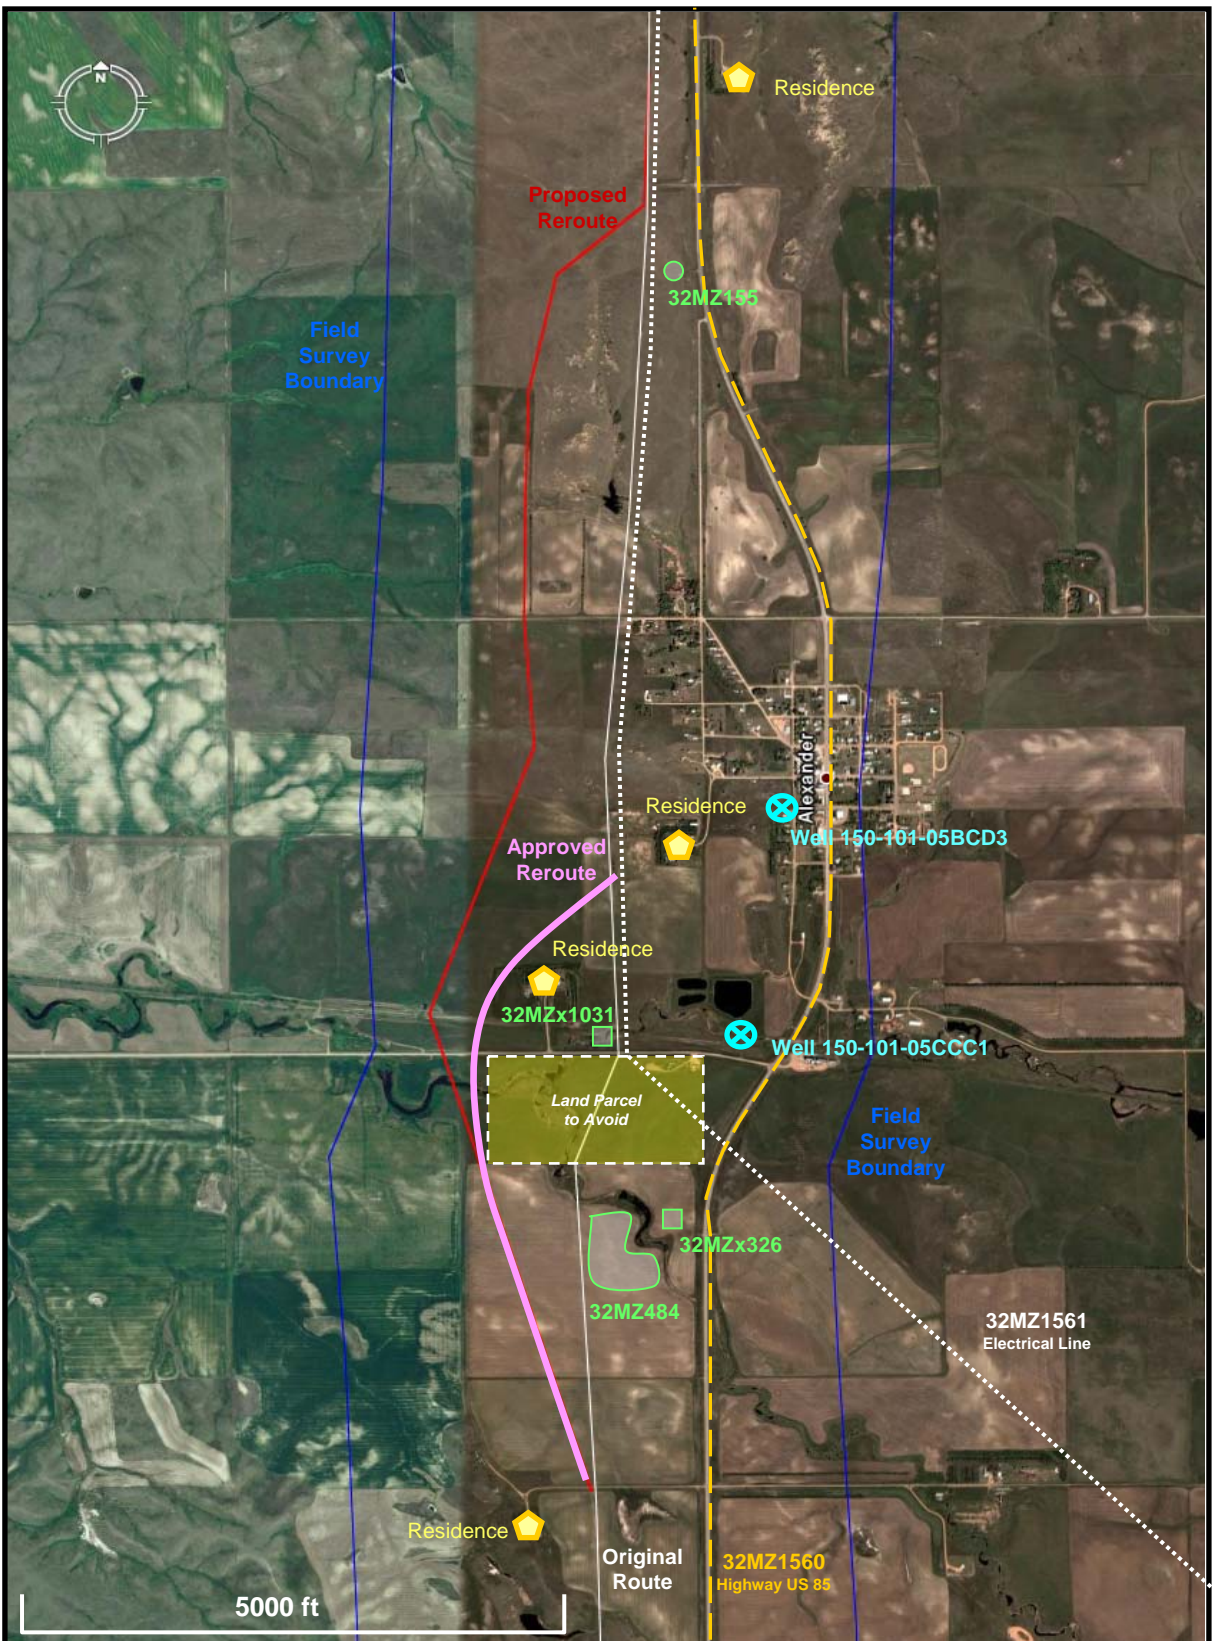 N
Residence
Proposed
Reroute
32MZ155
Field
Survey
Boundary
Alexander
Residence
Well 150-101-05BCD3
Approved
Reroute
Residence
32MZx1031
Well 150-101-05CCC1
Land Parcel
to Avoid
Field
Survey
Boundary
32MZx326
32MZ484
32MZ1561
Electrical Line
Residence
Original
Route
32MZ1560
Highway US 85
5000 ft